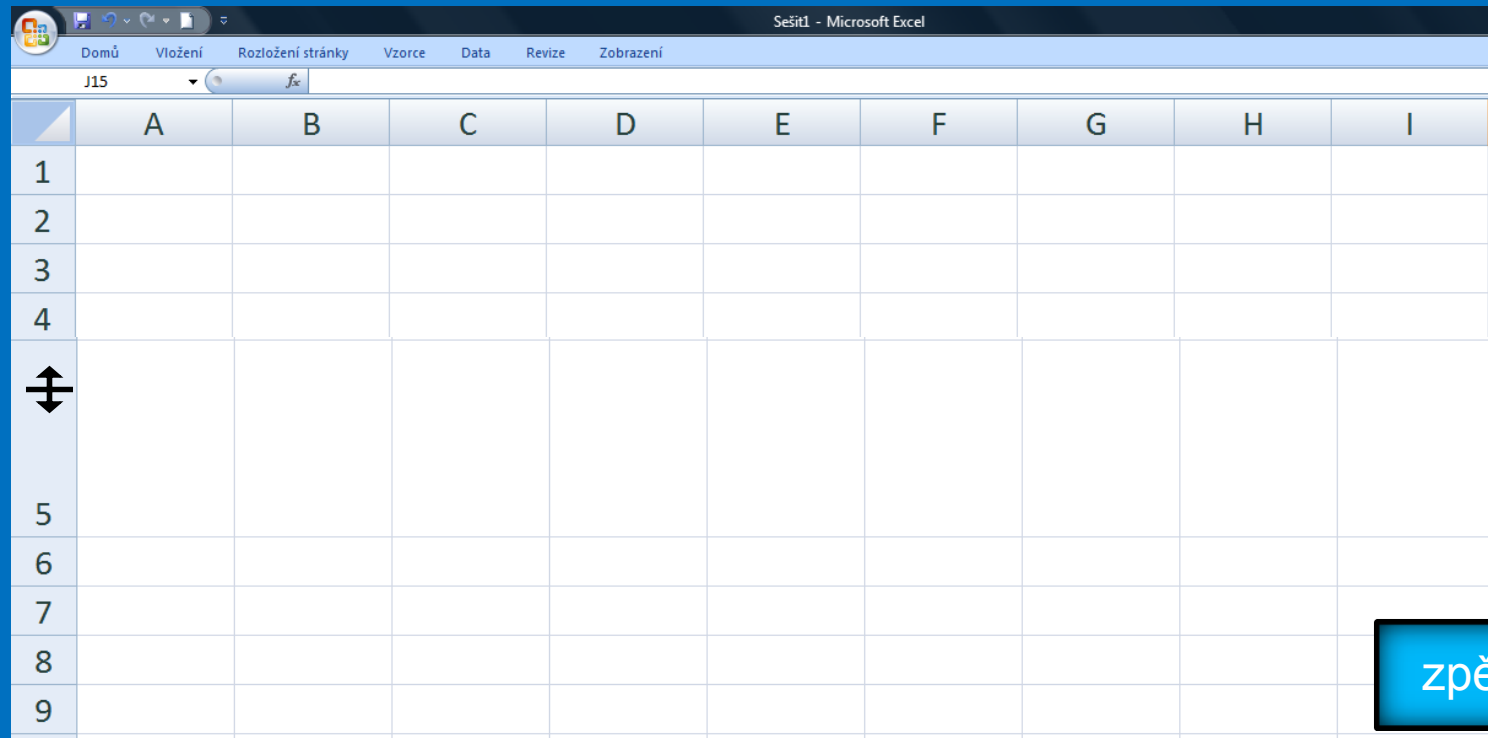 Sešit1 - Microsoft Excel
Domů Vložení Rozložení stránky Vzorce Data Revize Zobrazení
J15 fx
A B C D E F G H I
1
2
3
4
5
6
7
8
9
zpě